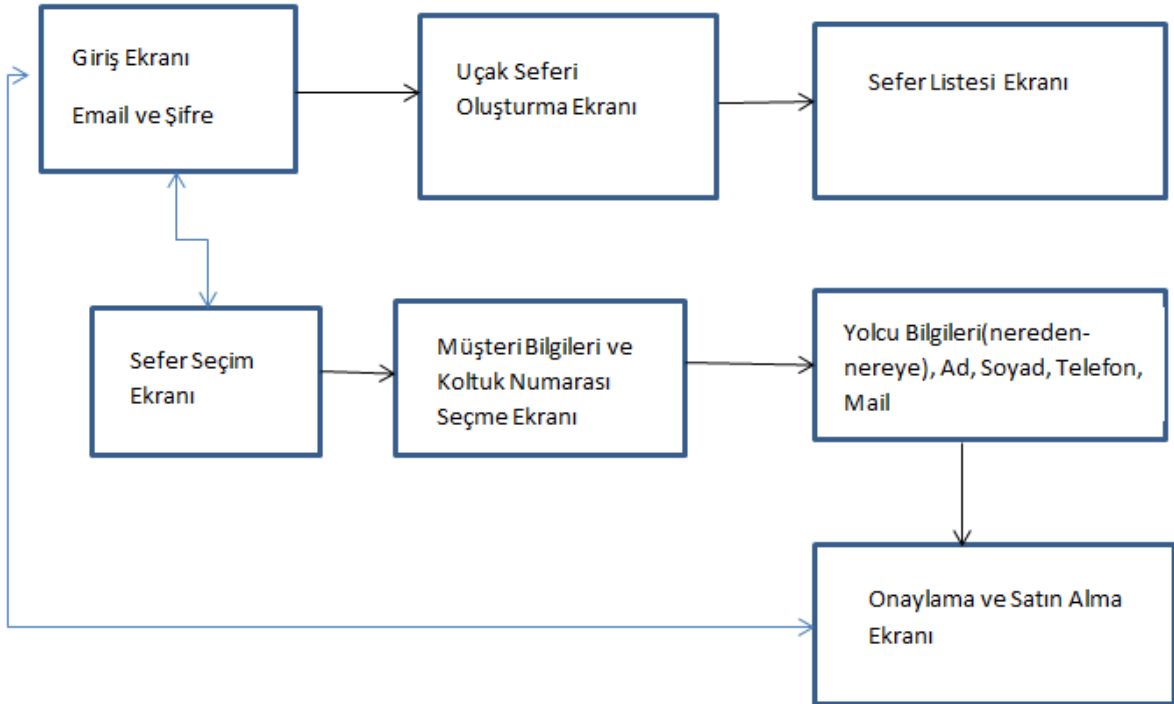 Giriş Ekranı
Email ve Şifre
Uçak Seferi
Oluşturma Ekranı
Sefer Listesi Ekranı
Sefer Seçim
Ekranı
Müşteri Bilgileri ve
Koltuk Numarası
Seçme Ekranı
Yolcu Bilgileri(nereden-
nereye), Ad, Soyad, Telefon,
Mail
Onaylama ve Satın Alma
Ekranı